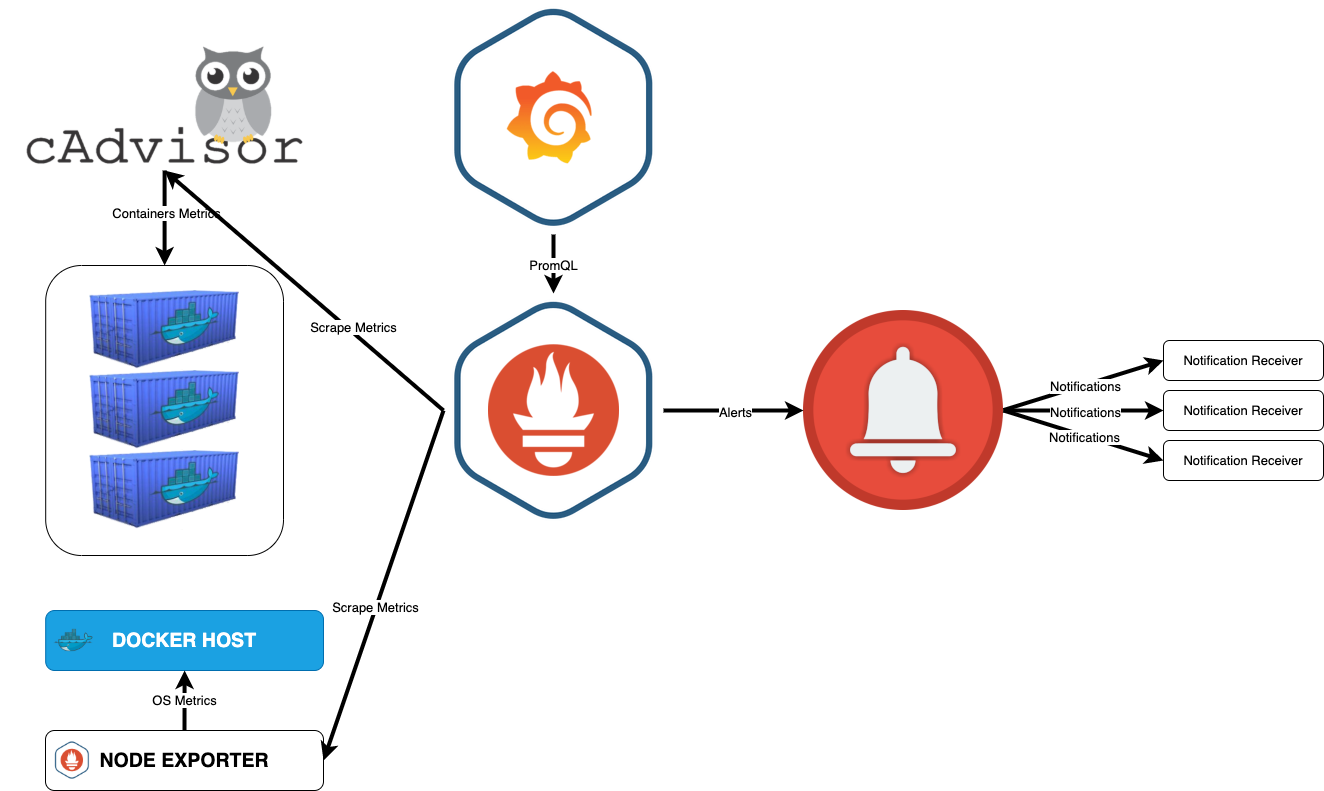 cAdvisor
Containers Metrics
PromQL
Scrape Metrics
Alerts
Notifications
Notifications
Notifications
Notification Receiver
Notification Receiver
Notification Receiver
Scrape Metrics
DOCKER HOST
OS Metrics
NODE EXPORTER